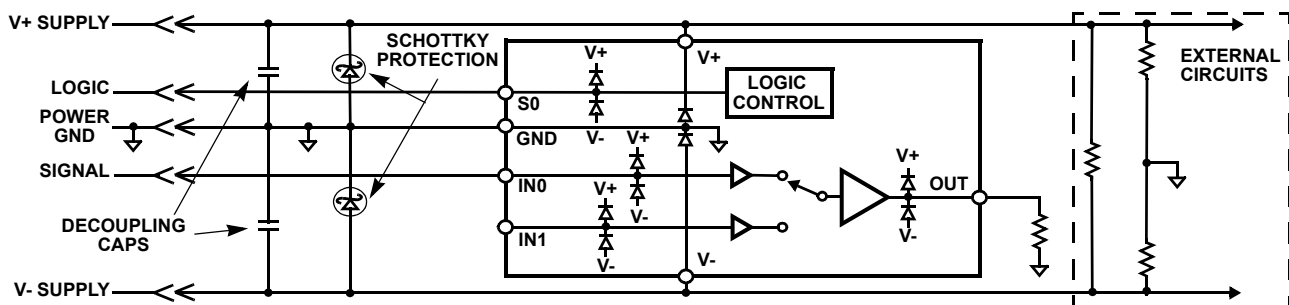 V+ SUPPLY
LOGIC
POWER
GND
SIGNAL
DECOUPLING
CAPS
V- SUPPLY
SCHOTTKY
PROTECTION
V+
V-
S0
GND
IN0
IN1
V+
LOGIC
CONTROL
V+
V-
V+
V-
V+
V-
OUT
V-
EXTERNAL
CIRCUITS